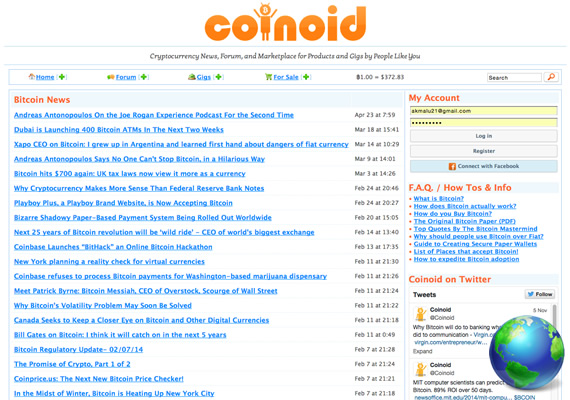 coinoid
Cryptocurrency News, Forum, and Marketplace for Products and Gigs by People Like You
Home
Forum
Gigs
For Sale
฿1.00 = $372.83
Search
Bitcoin News
Andreas Antonopoulos On the Joe Rogan Experience Podcast For the Second Time Apr 23 at 7:59
Dubai is Launching 400 Bitcoin ATMs In The Next Two Weeks Mar 18 at 15:41
Xapo CEO on Bitcoin: I grew up in Argentina and learned first hand about dangers of fiat currency Mar 14 at 10:29
Andreas Antonopoulos Says No One Can't Stop Bitcoin, in a Hilarious Way Mar 9 at 14:01
Bitcoin hits $700 again: UK tax laws now view it more as a currency Mar 3 at 14:26
Why Cryptocurrency Makes More Sense Than Federal Reserve Bank Notes Feb 24 at 20:46
Playboy Plus, a Playboy Brand Website, is Now Accepting Bitcoin Feb 24 at 20:27
Bizarre Shadowy Paper-Based Payment System Being Rolled Out Worldwide Feb 20 at 15:05
Next 25 years of Bitcoin revolution will be 'wild ride' - CEO of world's biggest exchange Feb 14 at 13:40
Coinbase Launches "BitHack" an Online Bitcoin Hackathon Feb 13 at 17:35
New York planning a reality check for virtual currencies Feb 11 at 21:30
Coinbase refuses to process Bitcoin payments for Washington-based marijuana dispensary Feb 11 at 21:26
Meet Patrick Byrne: Bitcoin Messiah, CEO of Overstock, Scourge of Wall Street Feb 11 at 21:24
Why Bitcoin's Volatility Problem May Soon Be Solved Feb 11 at 21:22
Canada Seeks to Keep a Closer Eye on Bitcoin and Other Digital Currencies Feb 11 at 21:18
Bill Gates on Bitcoin: I think it will catch on in the next 5 years Feb 11 at 0:49
Bitcoin Regulatory Update- 02/07/14 Feb 7 at 21:28
The Promise of Crypto, Part 1 of 2 Feb 7 at 21:24
Coinprice.us: The Next New Bitcoin Price Checker! Feb 7 at 21:21
In the Midst of Winter, Bitcoin is Heating Up New York City Feb 7 at 21:18
My Account
akmalu21@gmail.com
Log in
Register
Connect with Facebook
F.A.Q. / How Tos & Info
What is Bitcoin?
How does Bitcoin actually work?
How do you Buy Bitcoin?
The Original Bitcoin Paper (PDF)
Top Quotes By The Bitcoin Mastermind
Why should people use Bitcoin over Fiat?
Guide to Creating Secure Paper Wallets
List of Places that accept Bitcoin!
How to expedite Bitcoin adoption
Coinoid on Twitter
Tweets
Follow
Coinoid 5 Nov
@Coinoid
Why Bitcoin will do to banking wh
did to communication - Virgin.co
virgin.com/entrepreneur/w...
Expand
Coinoid
@Coinoid
MIT computer scientists can predic
Bitcoin. 89% ROI over 50 days.
newsoffice.mit.edu/2014/mit-compu... $BCOIN